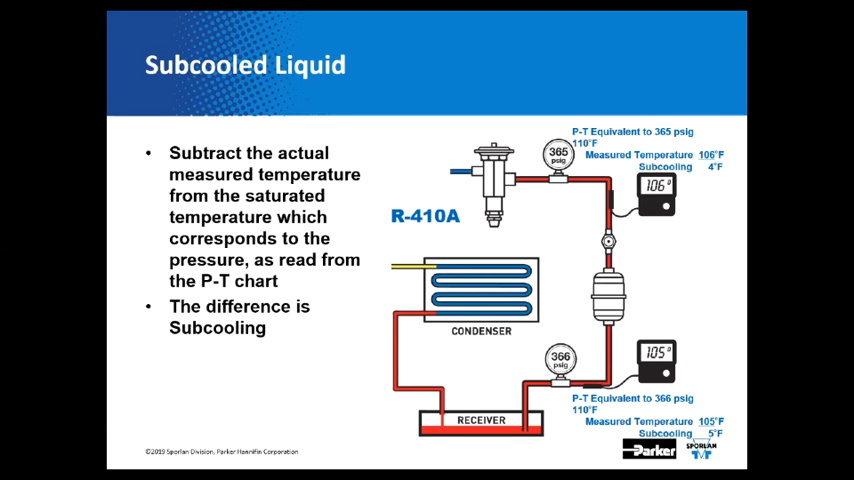 Subcooled Liquid
• Subtract the actual
measured temperature
from the saturated
temperature which
corresponds to the
pressure, as read from
the P-T chart
• The difference is
Subcooling
P-T Equivalent to 365 psig
110°F
Measured Temperature 106°F
Subcooling 4°F
365
psig
106°
R-410A
CONDENSER
366
psig
105°
P-T Equivalent to 366 psig
110°F
Measured Temperature 105°F
Subcooling 5°F
RECEIVER
©2019 Sporlan Division, Parker Hannifin Corporation
Parker
SPORLAN